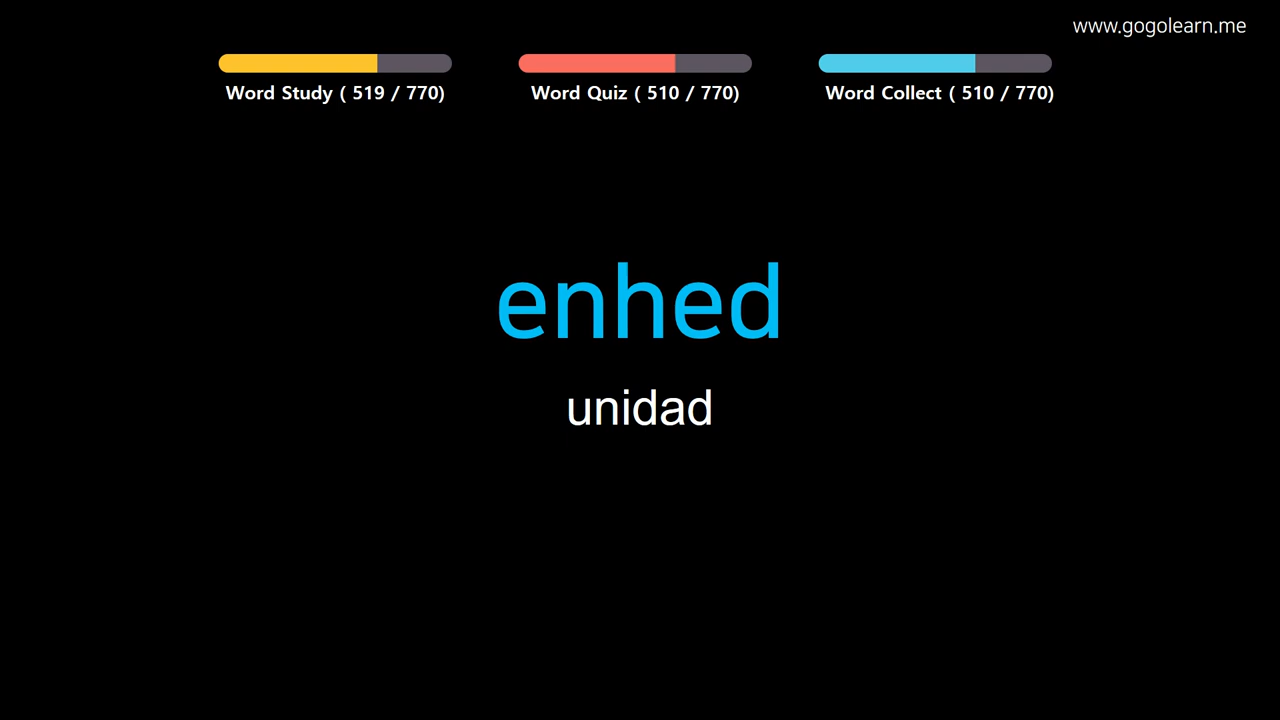 www.gogolearn.me
Word Study ( 519 / 770)
Word Quiz ( 510 / 770)
Word Collect ( 510 / 770)
enhed
unidad